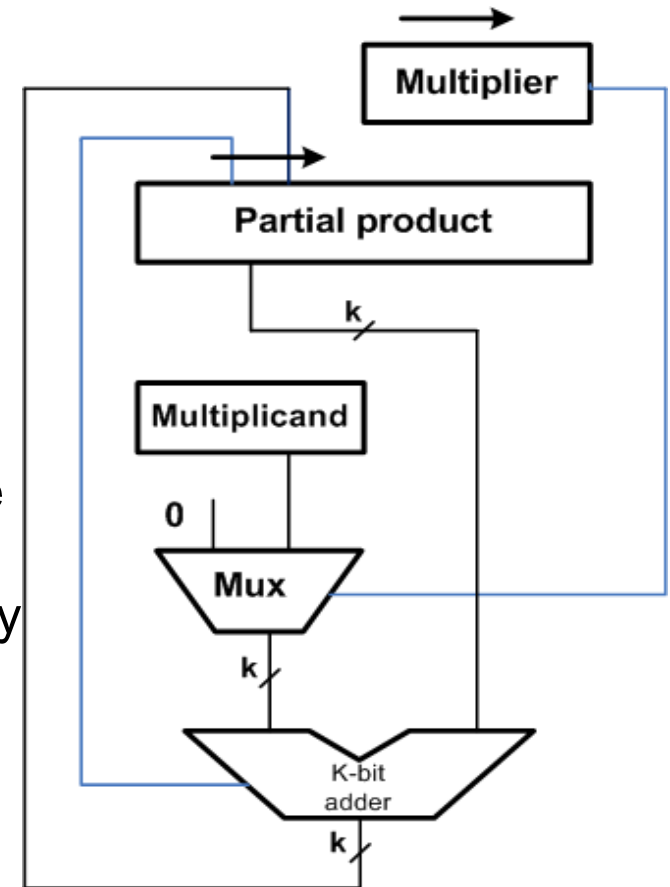 Multiplier
Partial product
k
Multiplicand
e
0
Mux
y
k
K-bit
adder
k